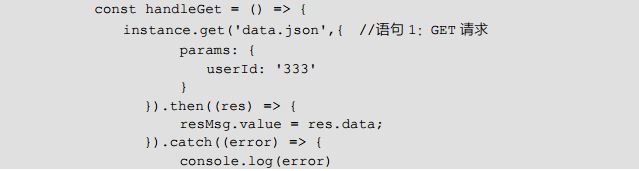 const handleGet = () => {
instance.get('data.json',{ //语句 1：GET 请求
params: {
userId: '333'
}
}).then((res) => {
resMsg.value = res.data;
}).catch((error) => {
console.log(error)